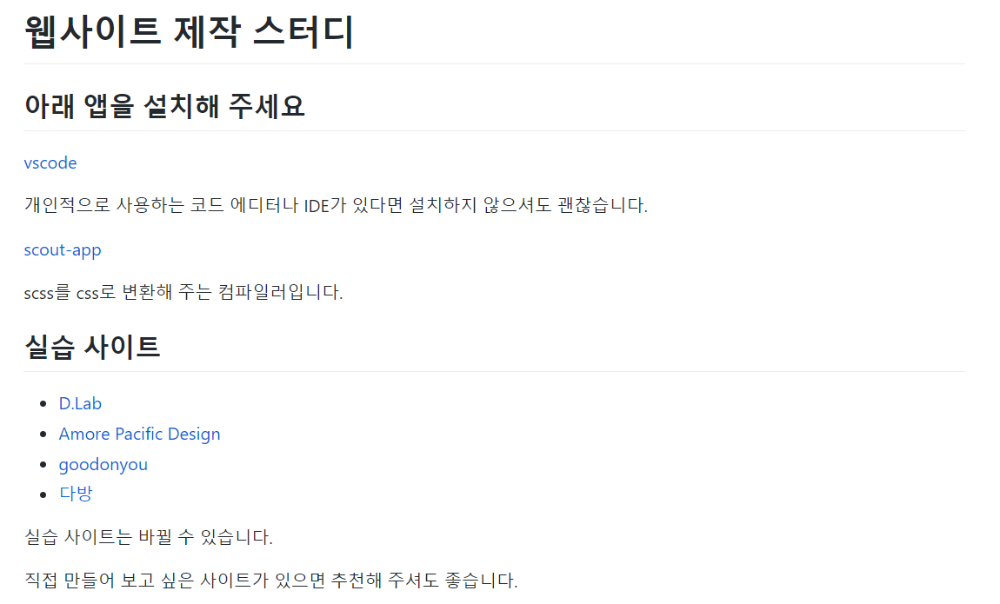 웹사이트 제작 스터디
아래 앱을 설치해 주세요
vscode
개인적으로 사용하는 코드 에디터나 IDE가 있다면 설치하지 않으셔도 괜찮습니다.
scout-app
scss를 css로 변환해 주는 컴파일러입니다.
실습 사이트
D.Lab
Amore Pacific Design
goodonyou
다방
실습 사이트는 바뀔 수 있습니다.
직접 만들어 보고 싶은 사이트가 있으면 추천해 주셔도 좋습니다.